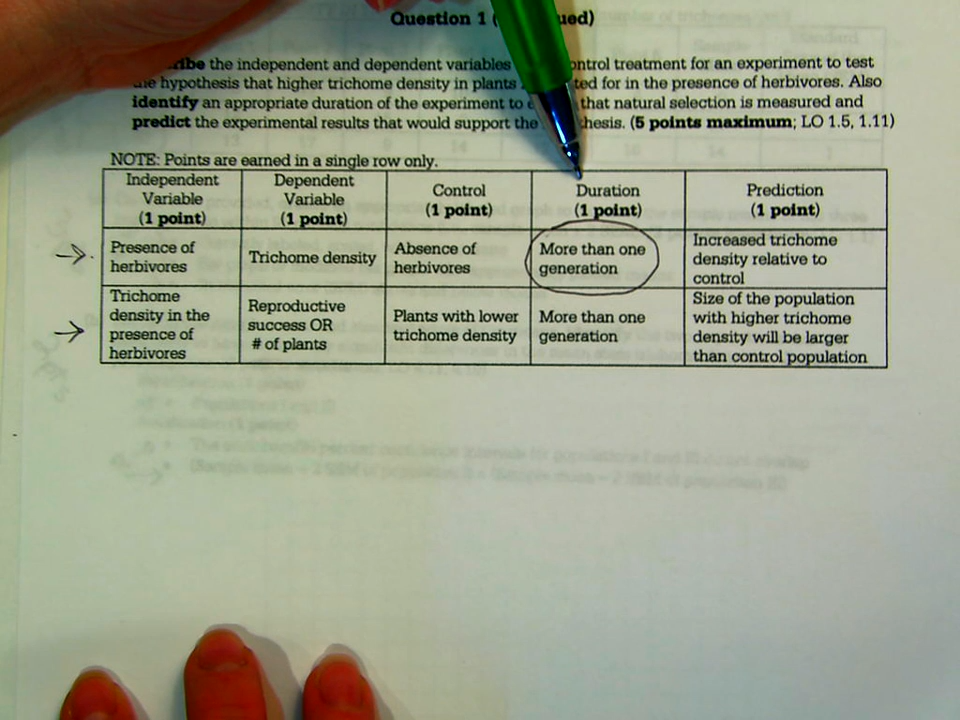 Question 1 ( ued)
the independent and dependent variables ontrol treatment for an experiment to test
hypothesis that higher trichome density in plants ted for in the presence of herbivores. Also
identify an appropriate duration of the experiment to that natural selection is measured and
predict the experimental results that would support the hesis. (5 points maximum; LO 1.5, 1.11)
NOTE: Points are earned in a single row only.
Independent
Variable
(1 point)
Dependent
Variable
(1 point)
Control
(1 point)
Duration
(1 point)
Prediction
(1 point)
Presence of
herbivores
Trichome density
Absence of
herbivores
More than one
generation
Increased trichome
density relative to
control
Trichome
density in the
presence of
herbivores
Reproductive
success OR
# of plants
Plants with lower
trichome density
More than one
generation
Size of the population
with higher trichome
density will be larger
than control population